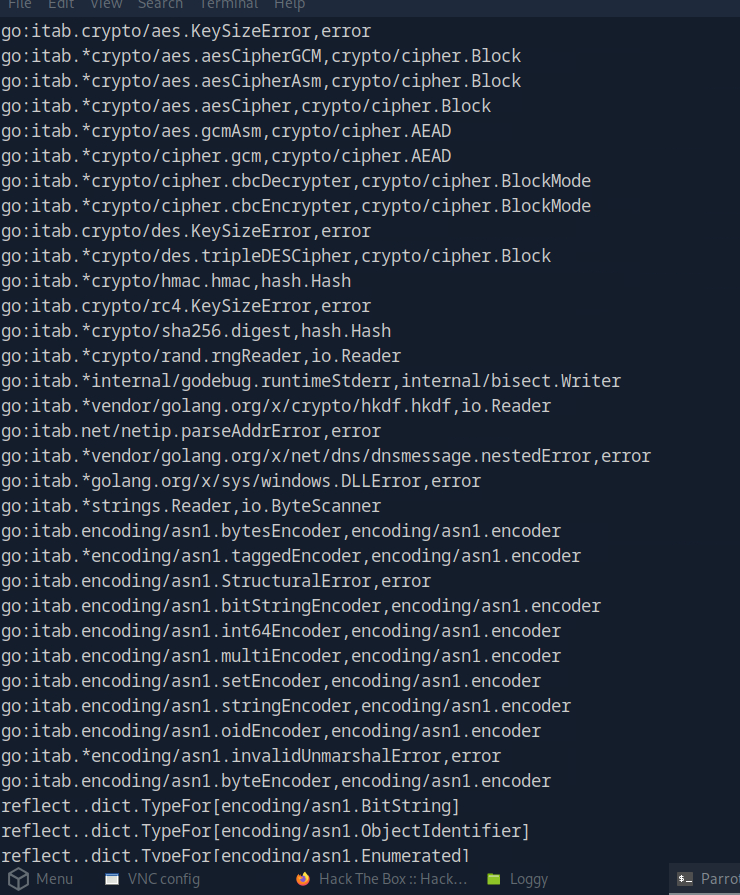 File Edit View Search Terminal Help
go:itab.crypto/aes.KeySizeError,error
go:itab.*crypto/aes.aesCipherGCM,crypto/cipher.Block
go:itab.*crypto/aes.aesCipherAsm,crypto/cipher.Block
go:itab.*crypto/aes.aesCipher,crypto/cipher.Block
go:itab.*crypto/aes.gcmAsm,crypto/cipher.AEAD
go:itab.*crypto/cipher.gcm,crypto/cipher.AEAD
go:itab.*crypto/cipher.cbcDecrypter,crypto/cipher.BlockMode
go:itab.*crypto/cipher.cbcEncrypter,crypto/cipher.BlockMode
go:itab.crypto/des.KeySizeError,error
go:itab.*crypto/des.tripleDESCipher,crypto/cipher.Block
go:itab.*crypto/hmac.hmac,hash.Hash
go:itab.crypto/rc4.KeySizeError,error
go:itab.*crypto/sha256.digest,hash.Hash
go:itab.*crypto/rand.rngReader,io.Reader
go:itab.*internal/godebug.runtimeStderr,internal/bisect.Writer
go:itab.*vendor/golang.org/x/crypto/hkdf.hkdf,io.Reader
go:itab.net/netip.parseAddrError,error
go:itab.*vendor/golang.org/x/net/dns/dnsmessage.nestedError,error
go:itab.*golang.org/x/sys/windows.DLLError,error
go:itab.*strings.Reader,io.ByteScanner
go:itab.encoding/asn1.bytesEncoder,encoding/asn1.encoder
go:itab.*encoding/asn1.taggedEncoder,encoding/asn1.encoder
go:itab.encoding/asn1.StructuralError,error
go:itab.encoding/asn1.bitStringEncoder,encoding/asn1.encoder
go:itab.encoding/asn1.int64Encoder,encoding/asn1.encoder
go:itab.encoding/asn1.multiEncoder,encoding/asn1.encoder
go:itab.encoding/asn1.setEncoder,encoding/asn1.encoder
go:itab.encoding/asn1.stringEncoder,encoding/asn1.encoder
go:itab.encoding/asn1.oidEncoder,encoding/asn1.encoder
go:itab.*encoding/asn1.invalidUnmarshalError,error
go:itab.encoding/asn1.byteEncoder,encoding/asn1.encoder
reflect..dict.TypeFor[encoding/asn1.BitString]
reflect..dict.TypeFor[encoding/asn1.ObjectIdentifier]
reflect..dict.TypeFor[encoding/asn1.Enumerated]
Menu VNC config Hack The Box :: Hack... Loggy Parro